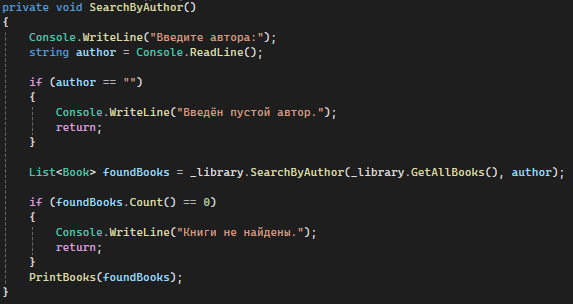 private void SearchByAuthor()
{
    Console.WriteLine("Введите автора:");
    string author = Console.ReadLine();

    if (author == "")
    {
        Console.WriteLine("Введён пустой автор.");
        return;
    }

    List<Book> foundBooks = _library.SearchByAuthor(_library.GetAllBooks(), author);

    if (foundBooks.Count() == 0)
    {
        Console.WriteLine("Книги не найдены.");
        return;
    }
    PrintBooks(foundBooks);
}